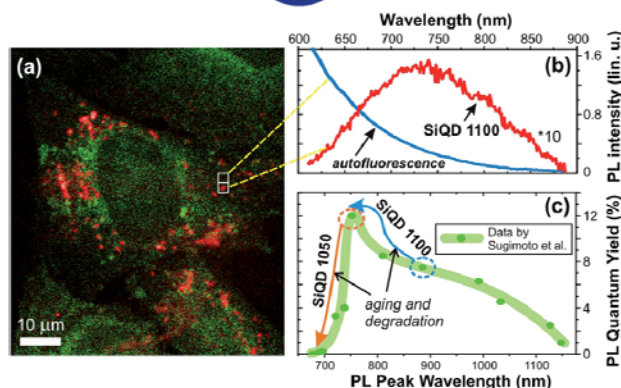 (a)
10 µm
Wavelength (nm)
600 650 700 750 800 850 900
(b)
1.6
0.8
0
PL intensity (lin. u.)
SiQD 1100
autofluorescence
*10
(c)
Data by
Sugimoto et al.
12
8
4
0
PL Quantum Yield (%)
SiQD 1050
SiQD 1100
aging and
degradation
700 800 900 1000 1100
PL Peak Wavelength (nm)